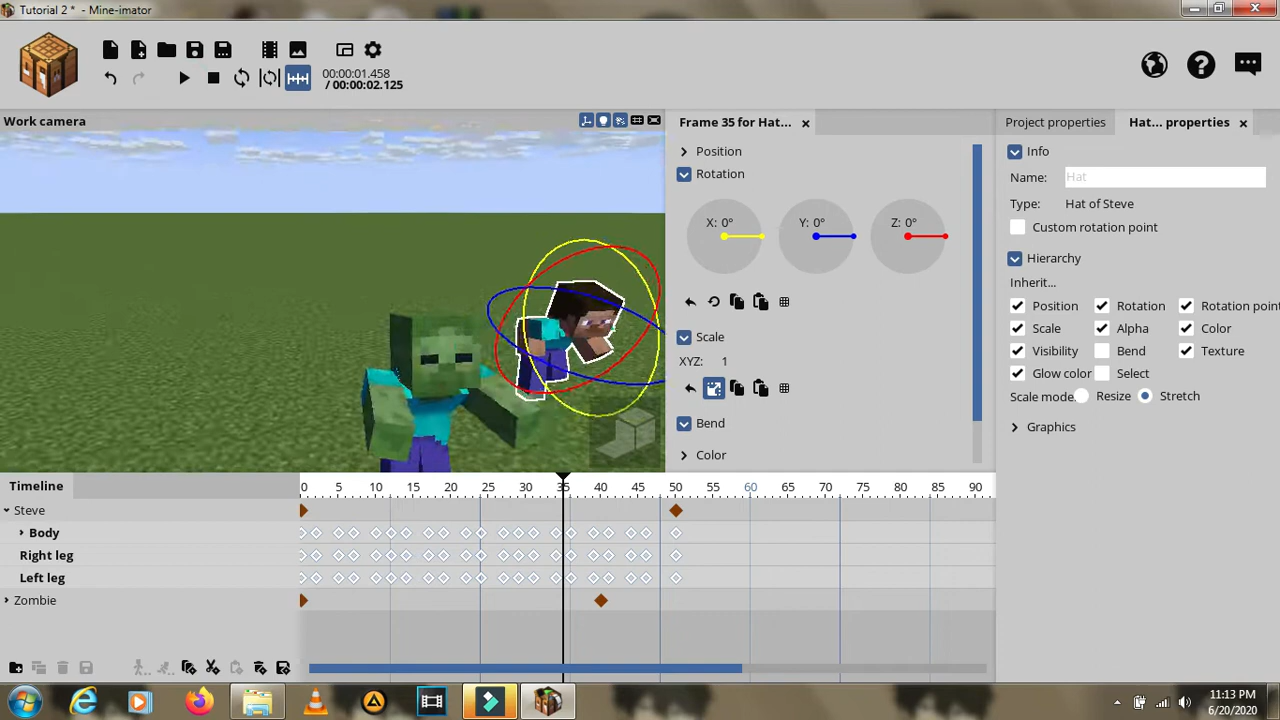 Tutorial 2 * - Mine-imator
00:00:01.458
/ 00:00:02.125
Work camera
Frame 35 for Hat...
Project properties
Hat... properties
Position
Rotation
X: 0°
Y: 0°
Z: 0°
Scale
XYZ: 1
Bend
Color
Info
Name: Hat
Type: Hat of Steve
Custom rotation point
Hierarchy
Inherit...
Position Rotation Rotation point
Scale Alpha Color
Visibility Bend Texture
Glow color Select
Scale mode: Resize Stretch
Graphics
Timeline
0 5 10 15 20 25 30 35 40 45 50 55 60 65 70 75 80 85 90
Steve
Body
Right leg
Left leg
Zombie
11:13 PM
6/20/2020